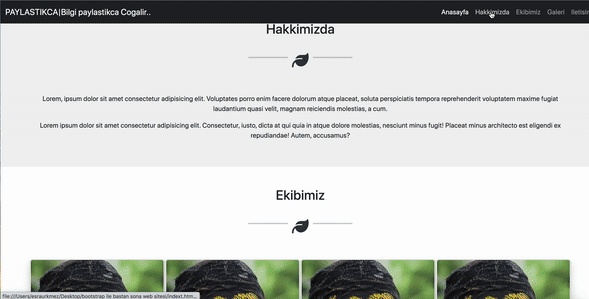 PAYLASTIKCA|Bilgi paylastikca Cogalir..
Anasayfa Hakkimizda Ekibimiz Galeri Iletisim
Hakkimizda
Lorem, ipsum dolor sit amet consectetur adipisicing elit. Voluptates porro enim facere dolorum atque placeat, soluta perspiciatis tempora reprehenderit voluptatem maxime fugiat
laudantium quasi velit, magnam reiciendis molestias, a cum.
Lorem ipsum dolor sit amet consectetur adipisicing elit. Consectetur, iusto, dicta at qui quia in atque dolore molestias, nesciunt minus fugit! Placeat minus architecto est eligendi ex
repudiandae! Autem, accusamus?
Ekibimiz
file:///Users/esraurkmez/Desktop/bootstrap ile bastan sona web sitesi/indext.htm...